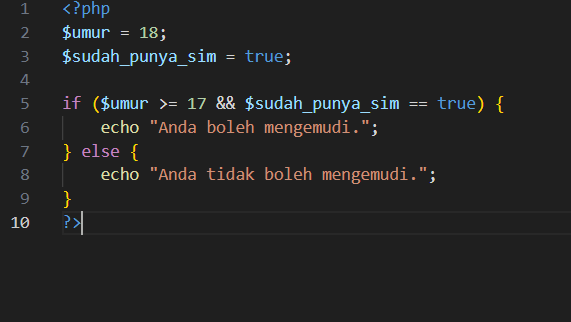 1 <?php
2 $umur = 18;
3 $sudah_punya_sim = true;
4
5 if ($umur >= 17 && $sudah_punya_sim == true) {
6     echo "Anda boleh mengemudi.";
7 } else {
8     echo "Anda tidak boleh mengemudi.";
9 }
10 ?>